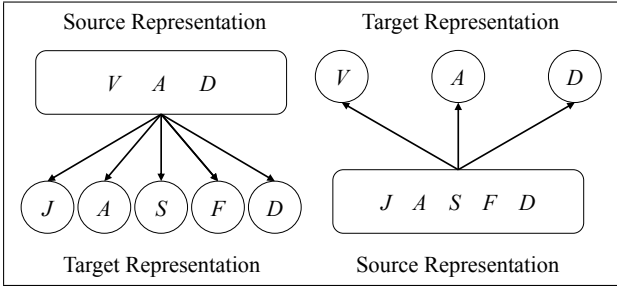 Source Representation
V A D
J A S F D
Target Representation
Target Representation
V A D
J A S F D
Source Representation